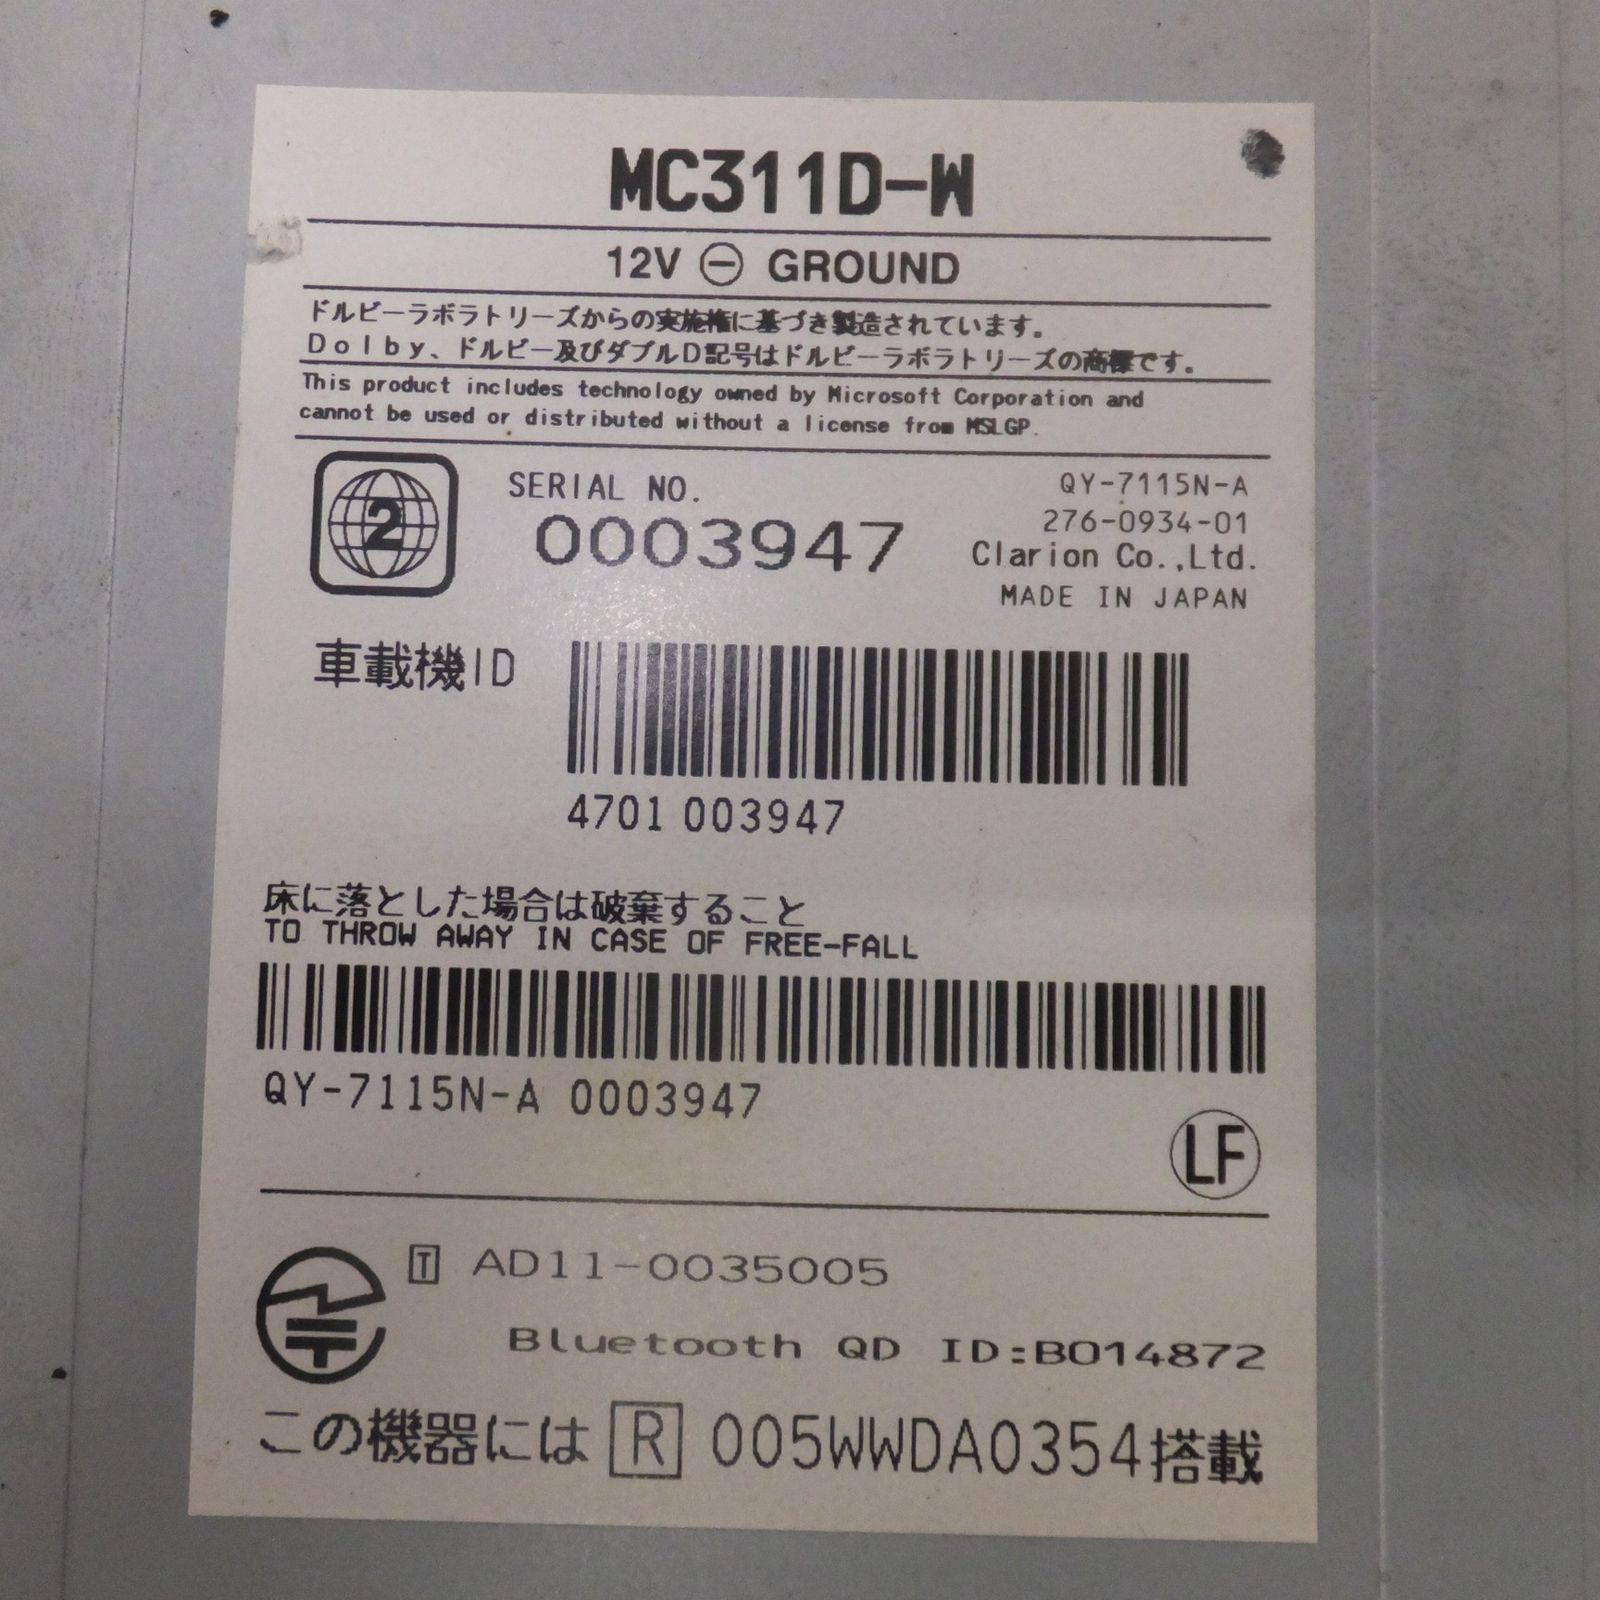 MC311D-W
12V ⊖ GROUND
ドルビーラボラトリーズからの実施権に基づき製造されています。
Dolby、ドルビー及びダブルD記号はドルビーラボラトリーズの商標です。
This product includes technology owned by Microsoft Corporation and
cannot be used or distributed without a license from MSLGP.
2
SERIAL NO.
0003947
QY-7115N-A
276-0934-01
Clarion Co.,Ltd.
MADE IN JAPAN
車載機ID
4701 003947
床に落とした場合は破棄すること
TO THROW AWAY IN CASE OF FREE-FALL
QY-7115N-A 0003947
LF
T AD11-0035005
Bluetooth QD ID:B014872
この機器には R 005WWDA0354搭載